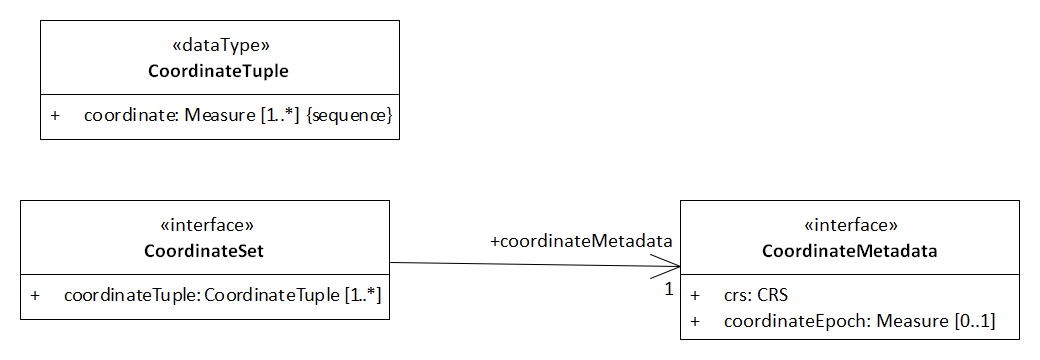 «dataType»
CoordinateTuple
+ coordinate: Measure [1..*] {sequence}
«interface»
CoordinateSet
+ coordinateTuple: CoordinateTuple [1..*]
+coordinateMetadata
1
«interface»
CoordinateMetadata
+ crs: CRS
+ coordinateEpoch: Measure [0..1]